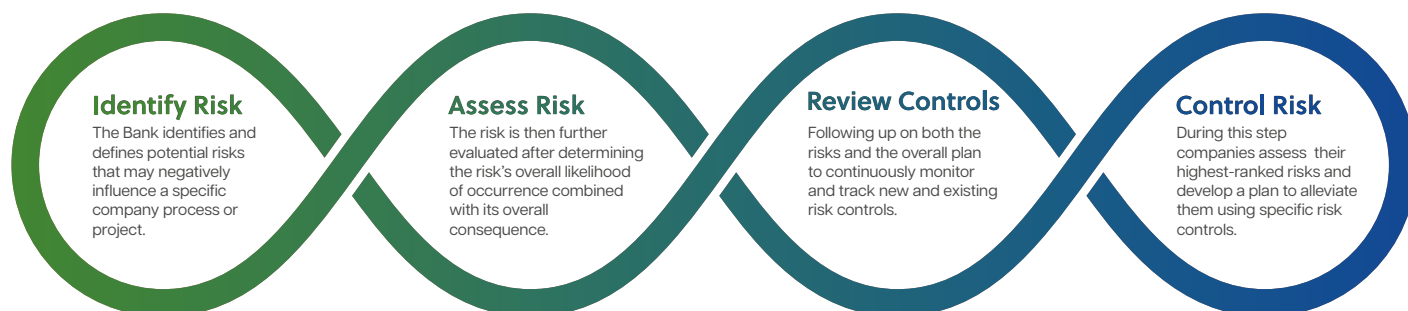 Identify Risk
The Bank identifies and
defines potential risks
that may negatively
influence a specific
company process or
project.
Assess Risk
The risk is then further
evaluated after determining
the risk's overall likelihood
of occurrence combined
with its overall
consequence.
Review Controls
Following up on both the
risks and the overall plan
to continuously monitor
and track new and existing
risk controls.
Control Risk
During this step
companies assess  their
highest-ranked risks and
develop a plan to alleviate
them using specific risk
controls.